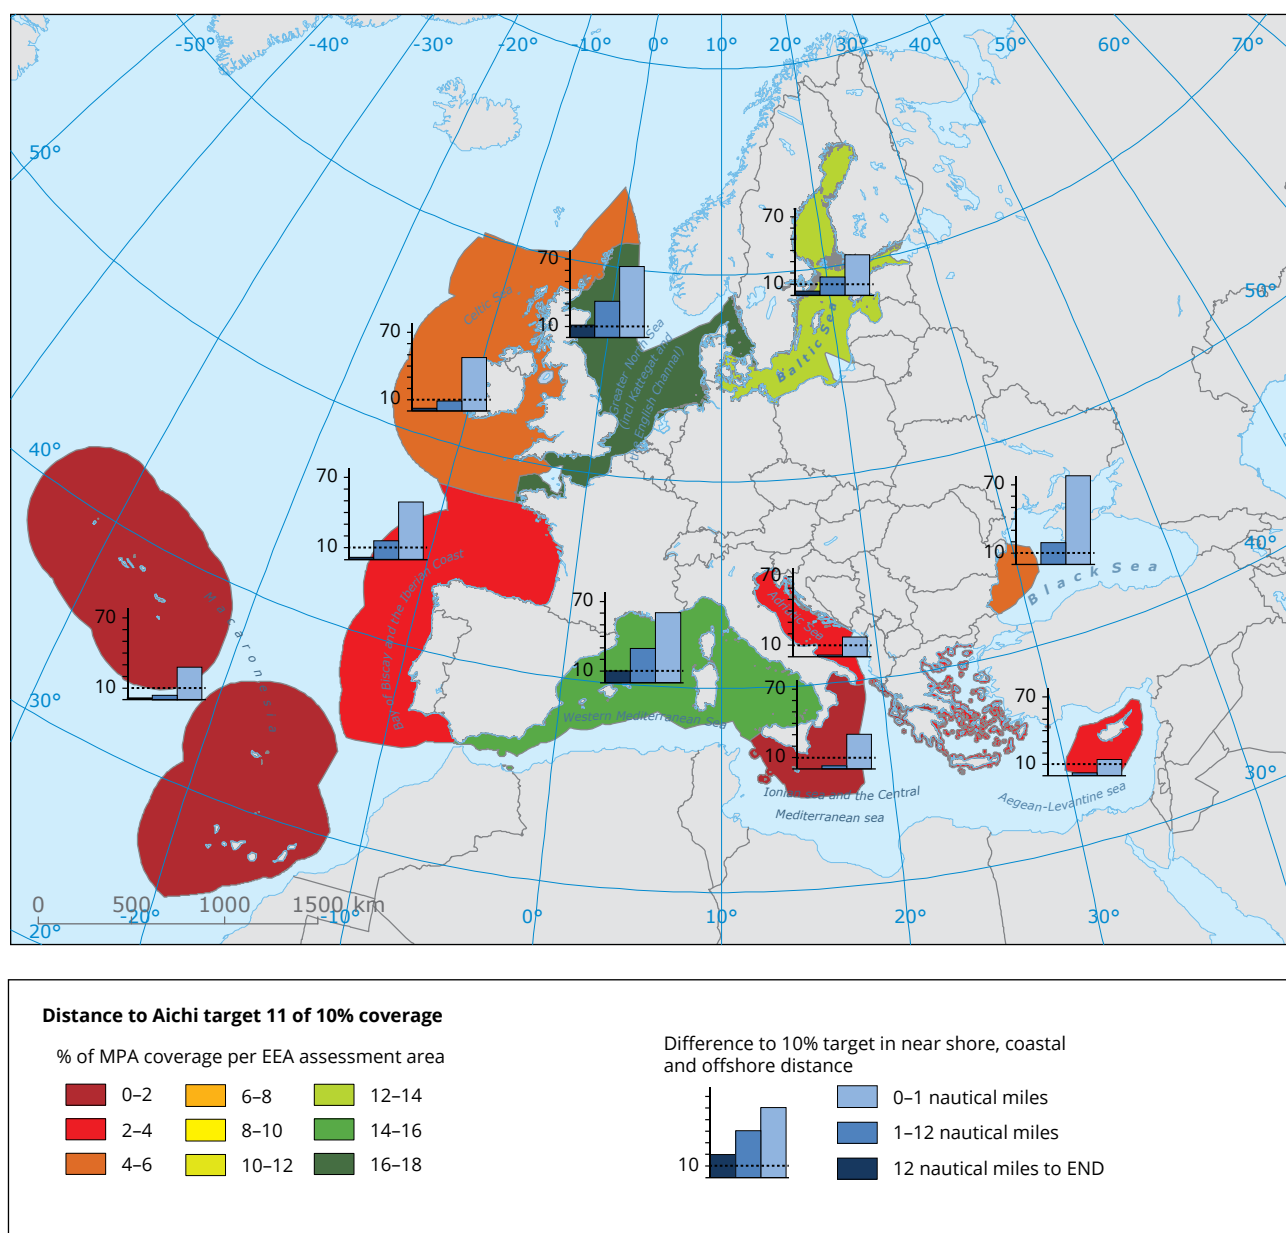 -50°
-40°
-30°
-20°
-10°
0°
10°
20°
30°
40°
50°
60°
70°
50°
40°
30°
20°
50°
40°
30°
0
500
1000
1500 km
-20°
-10°
0°
10°
20°
30°
70
10
Celtic Sea
70
10
Greater North Sea
(incl Kattegat and
the English Channel)
70
10
Baltic Sea
70
10
70
10
Bay of Biscay and the Iberian Coast
70
10
Macaronesia
70
10
Western Mediterranean Sea
70
10
Adriatic Sea
70
10
Ionian Sea and the Central
Mediterranean sea
70
10
Aegean-Levantine sea
70
10
Black Sea
Distance to Aichi target 11 of 10% coverage
% of MPA coverage per EEA assessment area
0–2
2–4
4–6
6–8
8–10
10–12
12–14
14–16
16–18
Difference to 10% target in near shore, coastal
and offshore distance
10
0–1 nautical miles
1–12 nautical miles
12 nautical miles to END